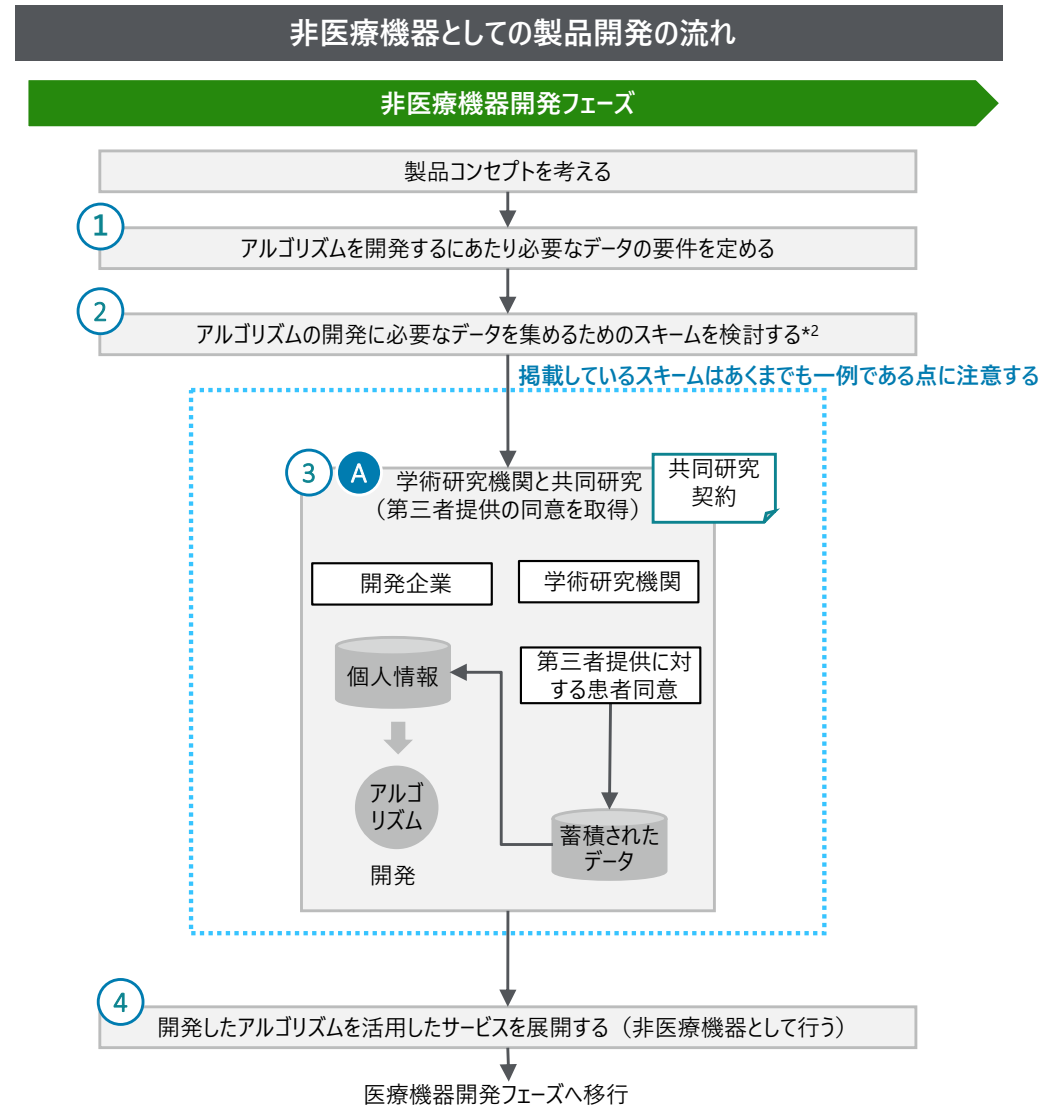 非医療機器としての製品開発の流れ
非医療機器開発フェーズ
製品コンセプトを考える
1
アルゴリズムを開発するにあたり必要なデータの要件を定める
2
アルゴリズムの開発に必要なデータを集めるためのスキームを検討する*2
掲載しているスキームはあくまでも一例である点に注意する
3
A
学術研究機関と共同研究
（第三者提供の同意を取得）
共同研究
契約
開発企業
学術研究機関
個人情報
第三者提供に対
する患者同意
アルゴ
リズム
開発
蓄積された
データ
4
開発したアルゴリズムを活用したサービスを展開する（非医療機器として行う）
医療機器開発フェーズへ移行